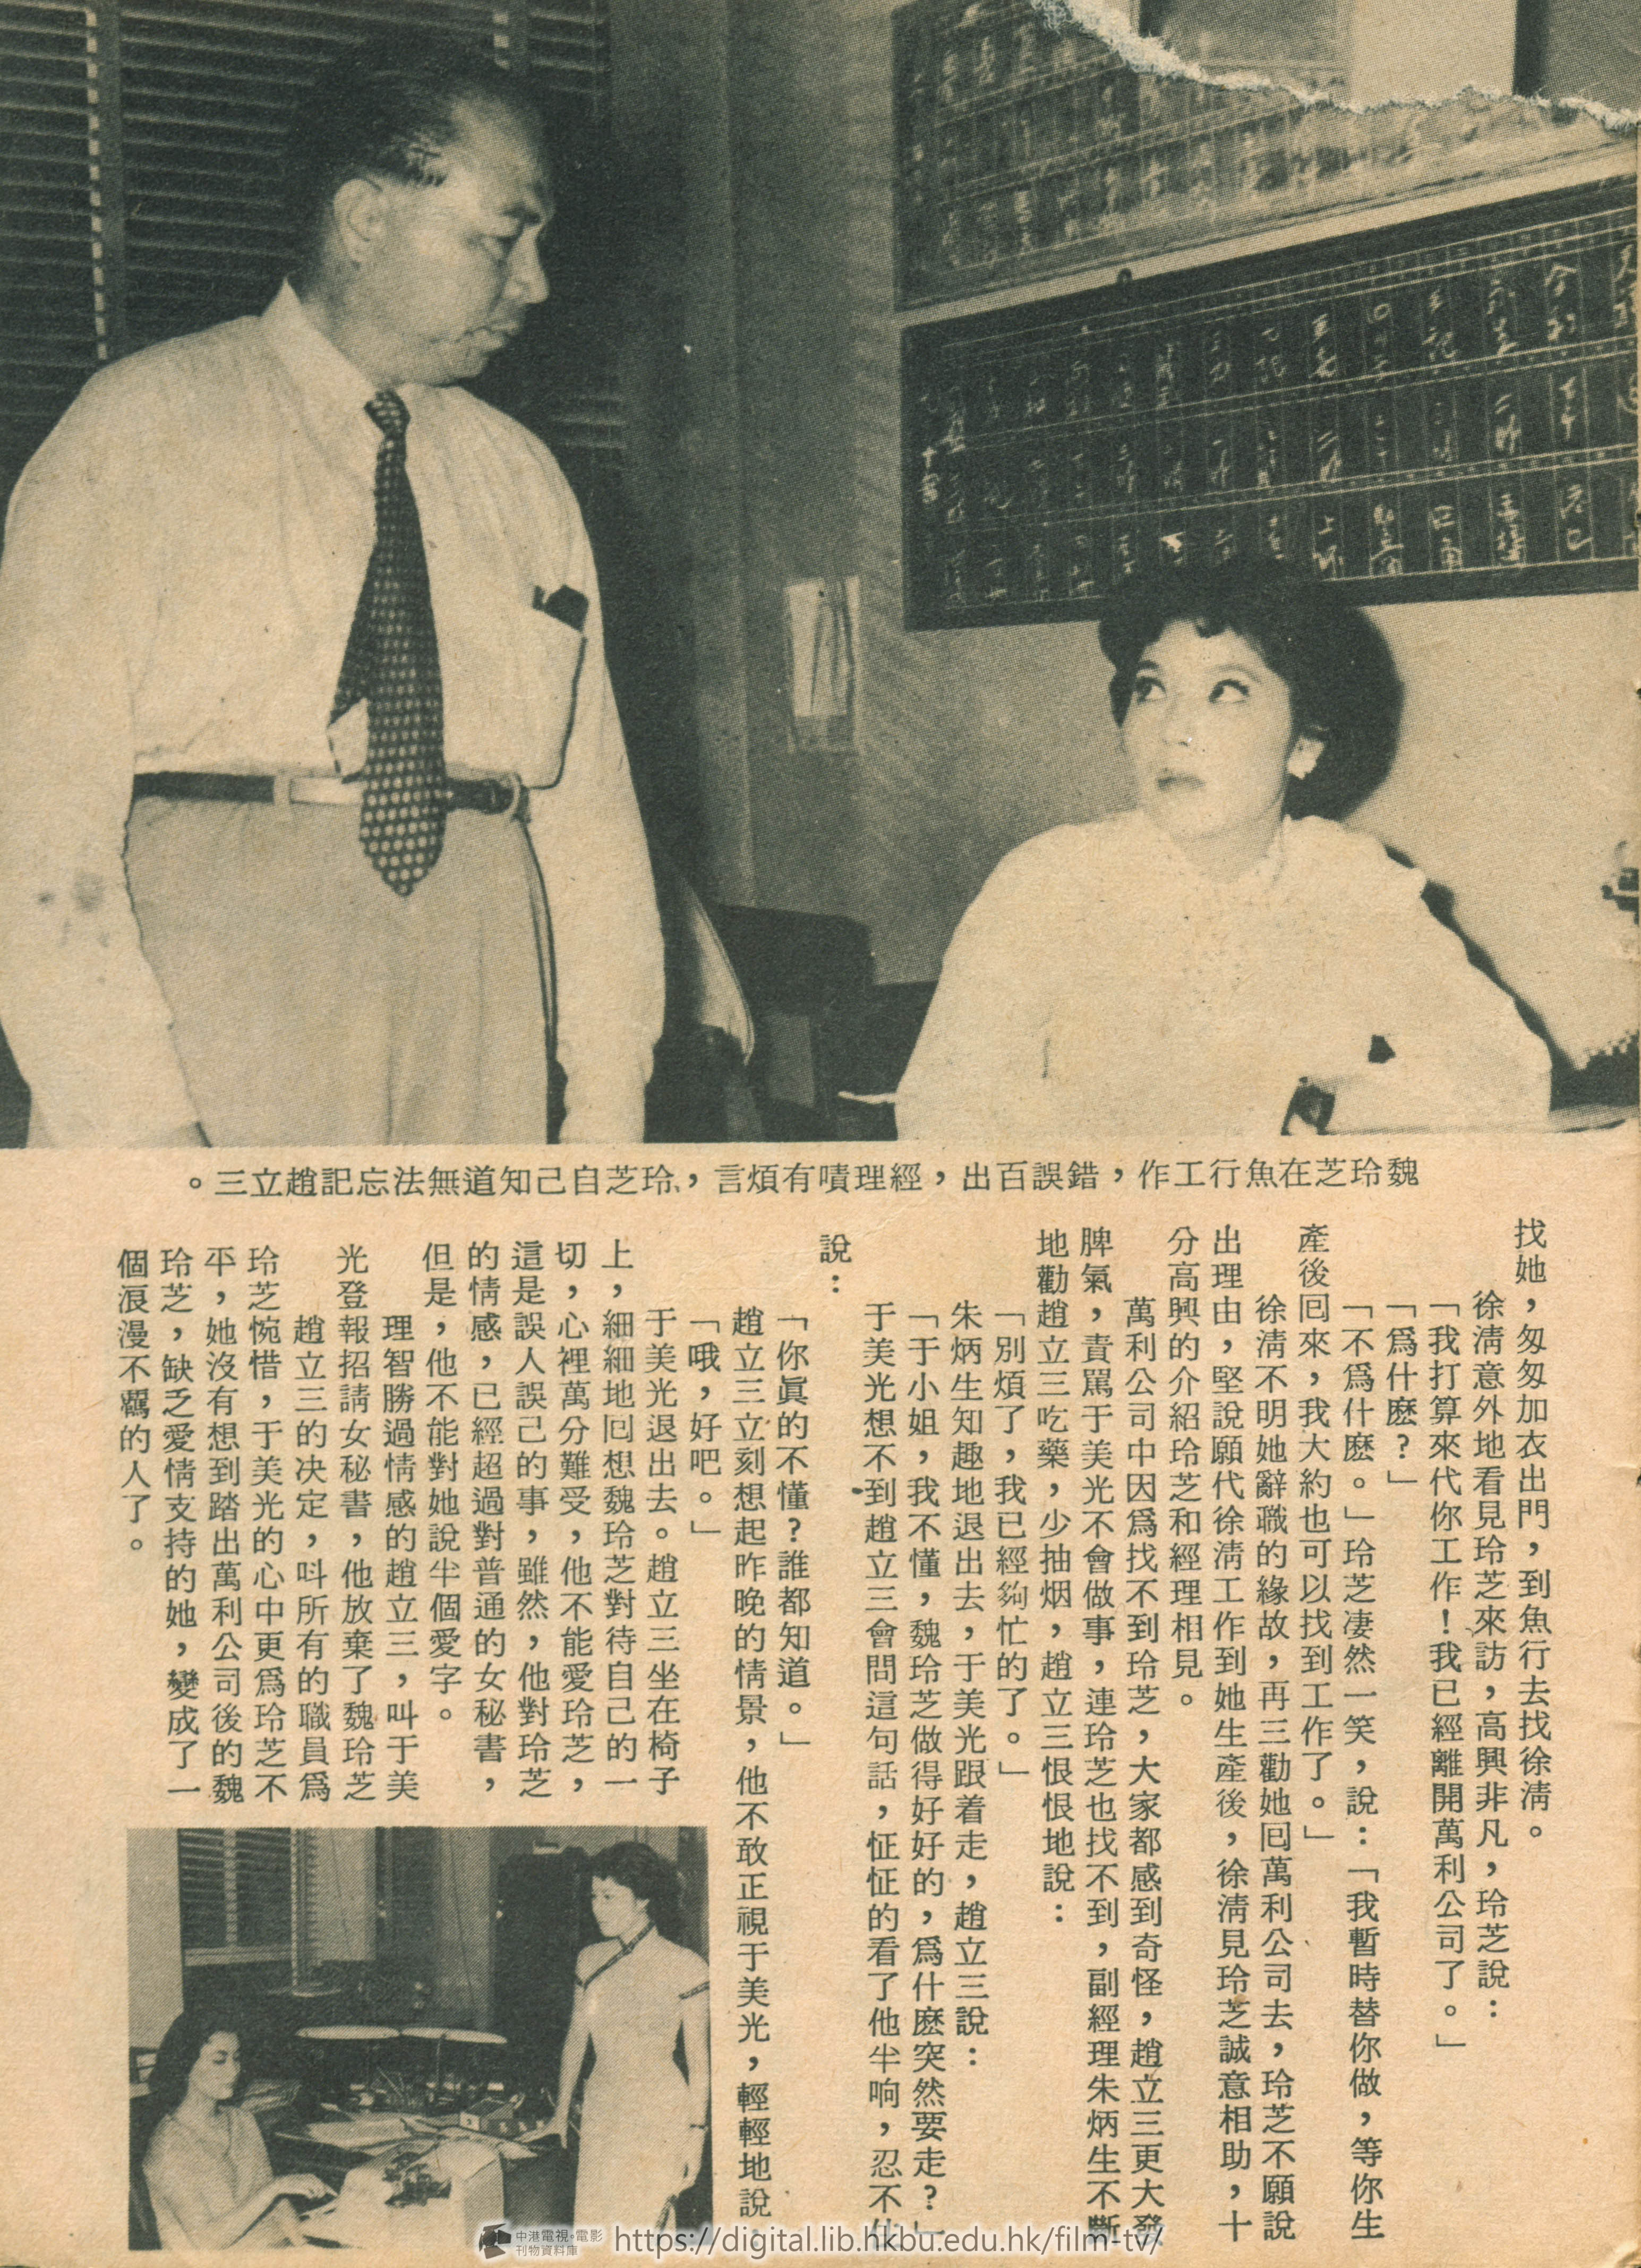 魏玲芝在魚行工作，錯誤百出，經理嘖有煩言，玲芝自己知道無法忘記趙立三。
找她，匆匆加衣出門，到魚行去找徐淸。
徐淸意外地看見玲芝來訪，高興非凡，玲芝說：
「我打算來代你工作！我已經離開萬利公司了。」
「爲什麽？」
「不爲什麽。」玲芝凄然一笑，說：「我暫時替你做，等你生
產後囘來，我大約也可以找到工作了。」
徐淸不明她辭職的緣故，再三勸她囘萬利公司去，玲芝不願說
出理由，堅說願代徐淸工作到她生產後，徐淸見玲芝誠意相助，十
分高興的介紹玲芝和經理相見。
萬利公司中因爲找不到玲芝，大家都感到奇怪，趙立三更大發
脾氣，責罵于美光不會做事，連玲芝也找不到，副經理朱炳生不斷
地勸趙立三吃藥，少抽烟，趙立三恨恨地說：
「別煩了，我已經夠忙的了。」
朱炳生知趣地退出去，于美光跟着走，趙立三說：
「于小姐，我不懂，魏玲芝做得好好的，爲什麽突然要走？」
于美光想不到趙立三會問這句話，怔怔的看了他半响，忍不住
說：
「你眞的不懂？誰都知道。」
趙立三立刻想起昨晚的情景，他不敢正視于美光，輕輕地說：
「哦，好吧。」
于美光退出去。趙立三坐在椅子
上，細細地囘想魏玲芝對待自己的一
切，心裡萬分難受，他不能愛玲芝，
這是誤人誤己的事，雖然，他對玲芝
的情感，已經超過對普通的女秘書，
但是，他不能對她說半個愛字。
理智勝過情感的趙立三，叫于美
光登報招請女秘書，他放棄了魏玲芝
趙立三的決定，呌所有的職員爲
玲芝惋惜，于美光的心中更爲玲芝不
平，她沒有想到踏出萬利公司後的魏
玲芝，缺乏愛情支持的她，變成了一
個浪漫不羈的人了。
中港電視・電影
刊物資料庫
https://digital.lib.hkbu.edu.hk/film-tv/